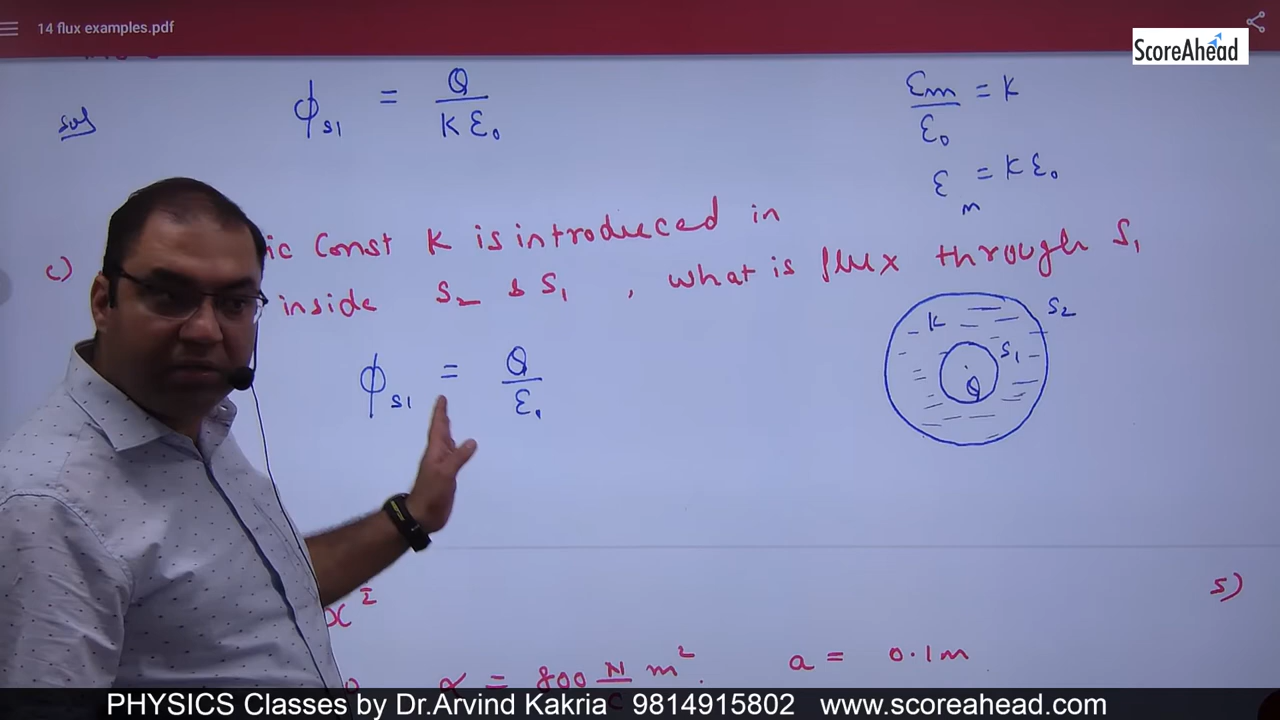 14 flux examples.pdf
ScoreAhead
Sol
ϕS1 = Q / Kε₀
εm / ε₀ = K
εm = Kε₀
c) ic Const K is introduced in
inside S₂ & S₁ , what is flux through S₁
ϕS1 = Q / ε₀
K
S₂
S₁
Q
5)
α = 800 N/C m² . a = 0.1m
PHYSICS Classes by Dr.Arvind Kakria 9814915802 www.scoreahead.com